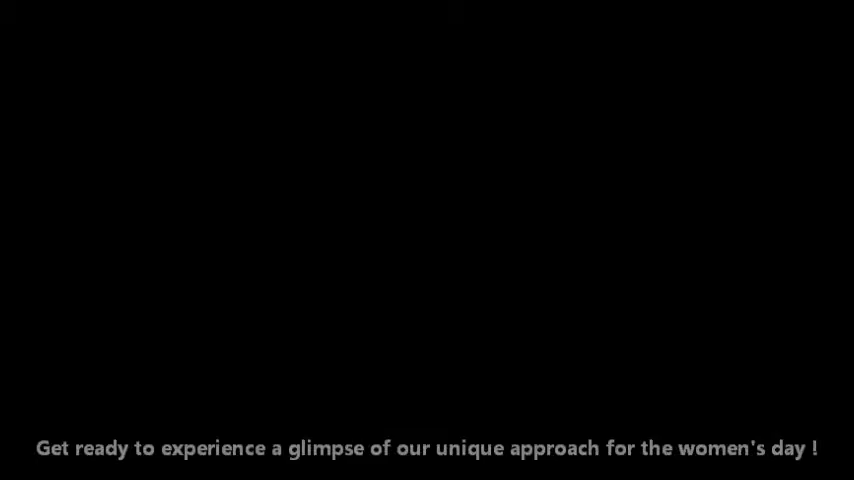 Get ready to experience a glimpse of our unique approach for the women's day !